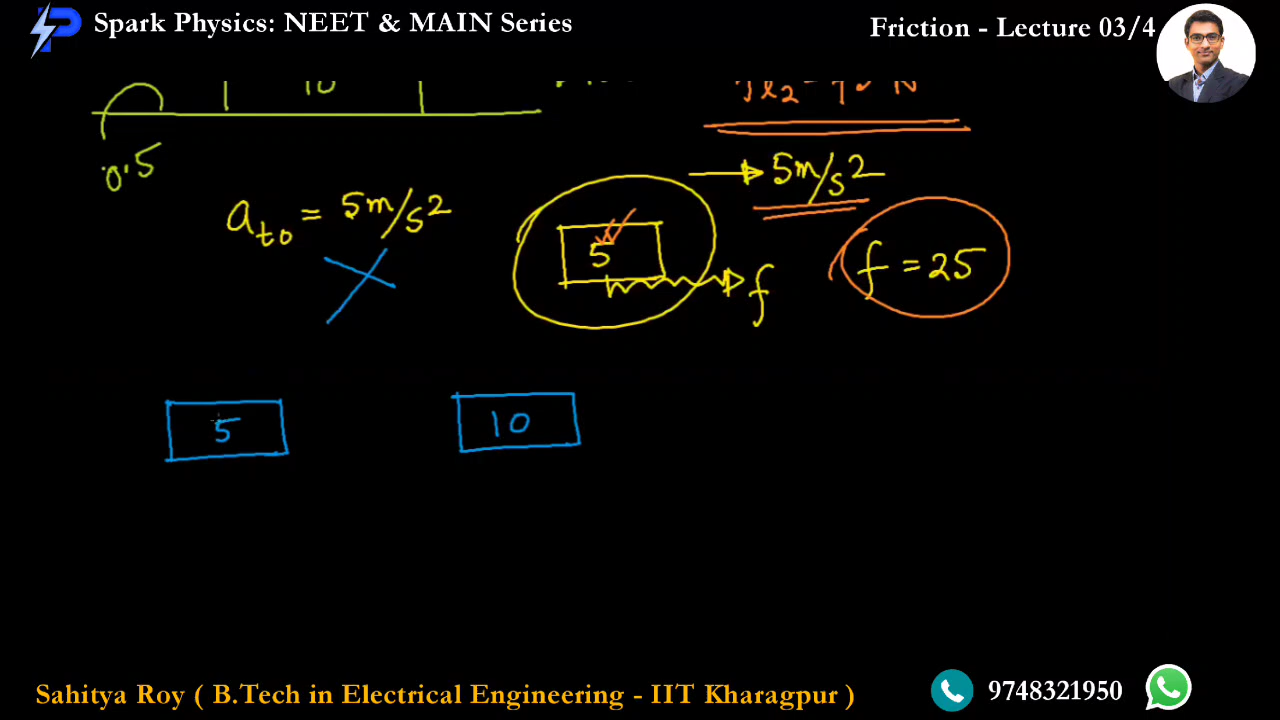 Spark Physics: NEET & MAIN Series
Friction - Lecture 03/4
10
0.5
5m/s2
a_to = 5m/s2
5
f
f = 25
5
10
Sahitya Roy ( B.Tech in Electrical Engineering - IIT Kharagpur )
9748321950